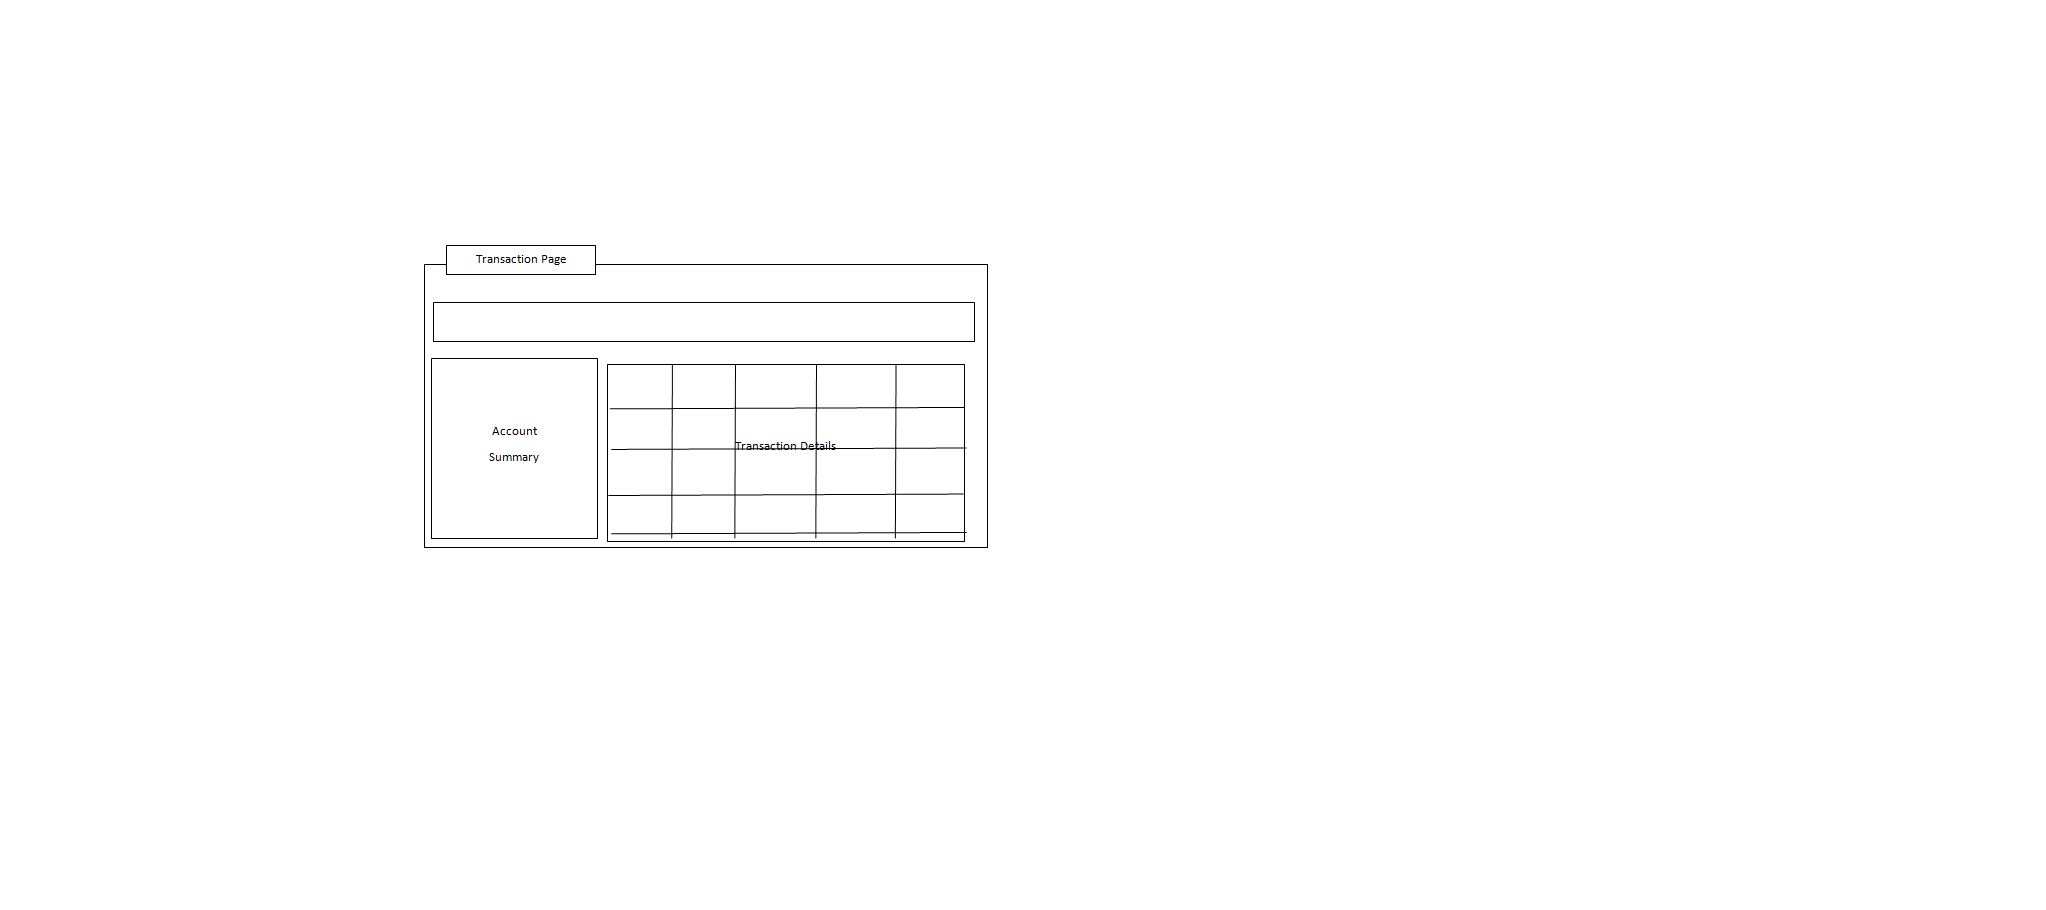 Transaction Page
Account
Summary
Transaction Details